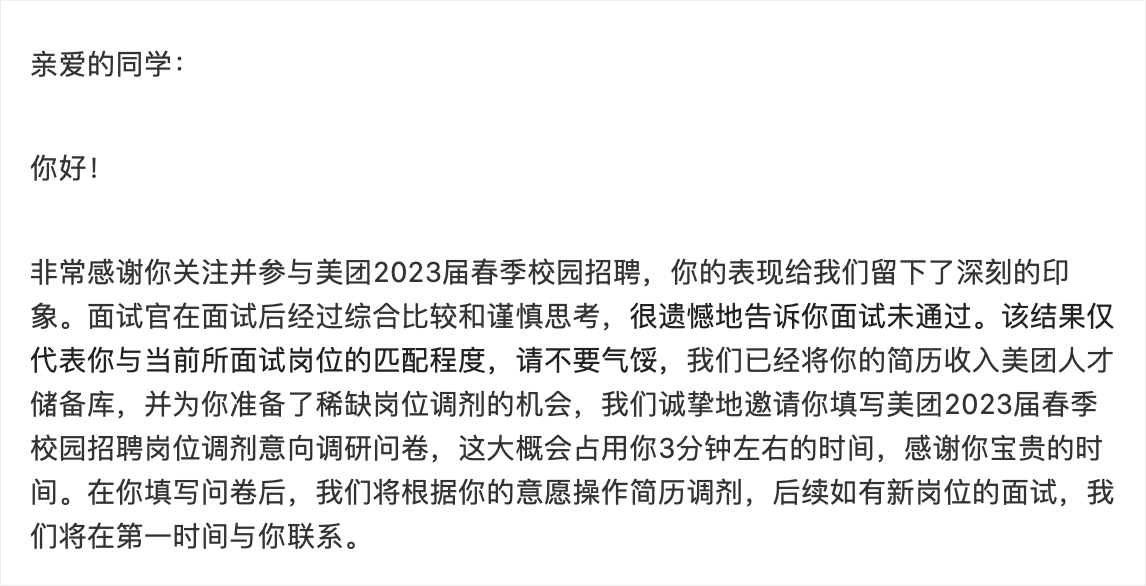 亲爱的同学：
你好！
非常感谢你关注并参与美团2023届春季校园招聘，你的表现给我们留下了深刻的印
象。面试官在面试后经过综合比较和谨慎思考，很遗憾地告诉你面试未通过。该结果仅
代表你与当前所面试岗位的匹配程度，请不要气馁，我们已经将你的简历收入美团人才
储备库，并为你准备了稀缺岗位调剂的机会，我们诚挚地邀请你填写美团2023届春季
校园招聘岗位调剂意向调研问卷，这大概会占用你3分钟左右的时间，感谢你宝贵的时
间。在你填写问卷后，我们将根据你的意愿操作简历调剂，后续如有新岗位的面试，我
们将在第一时间与你联系。